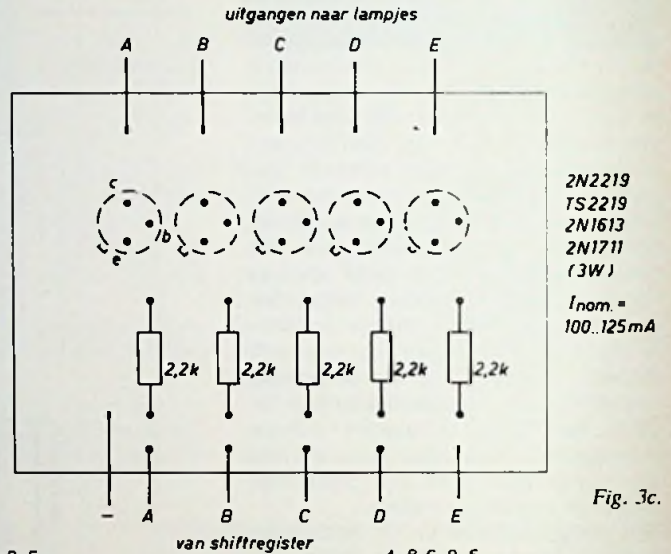 uitgangen naar lampjes
A B C D E
c
b
e
2N2219
TS2219
2N1613
2N1711
(3W)
Inom. =
100..125mA
2,2k 2,2k 2,2k 2,2k 2,2k
Fig. 3c.
– A B C D E
van shiftregister